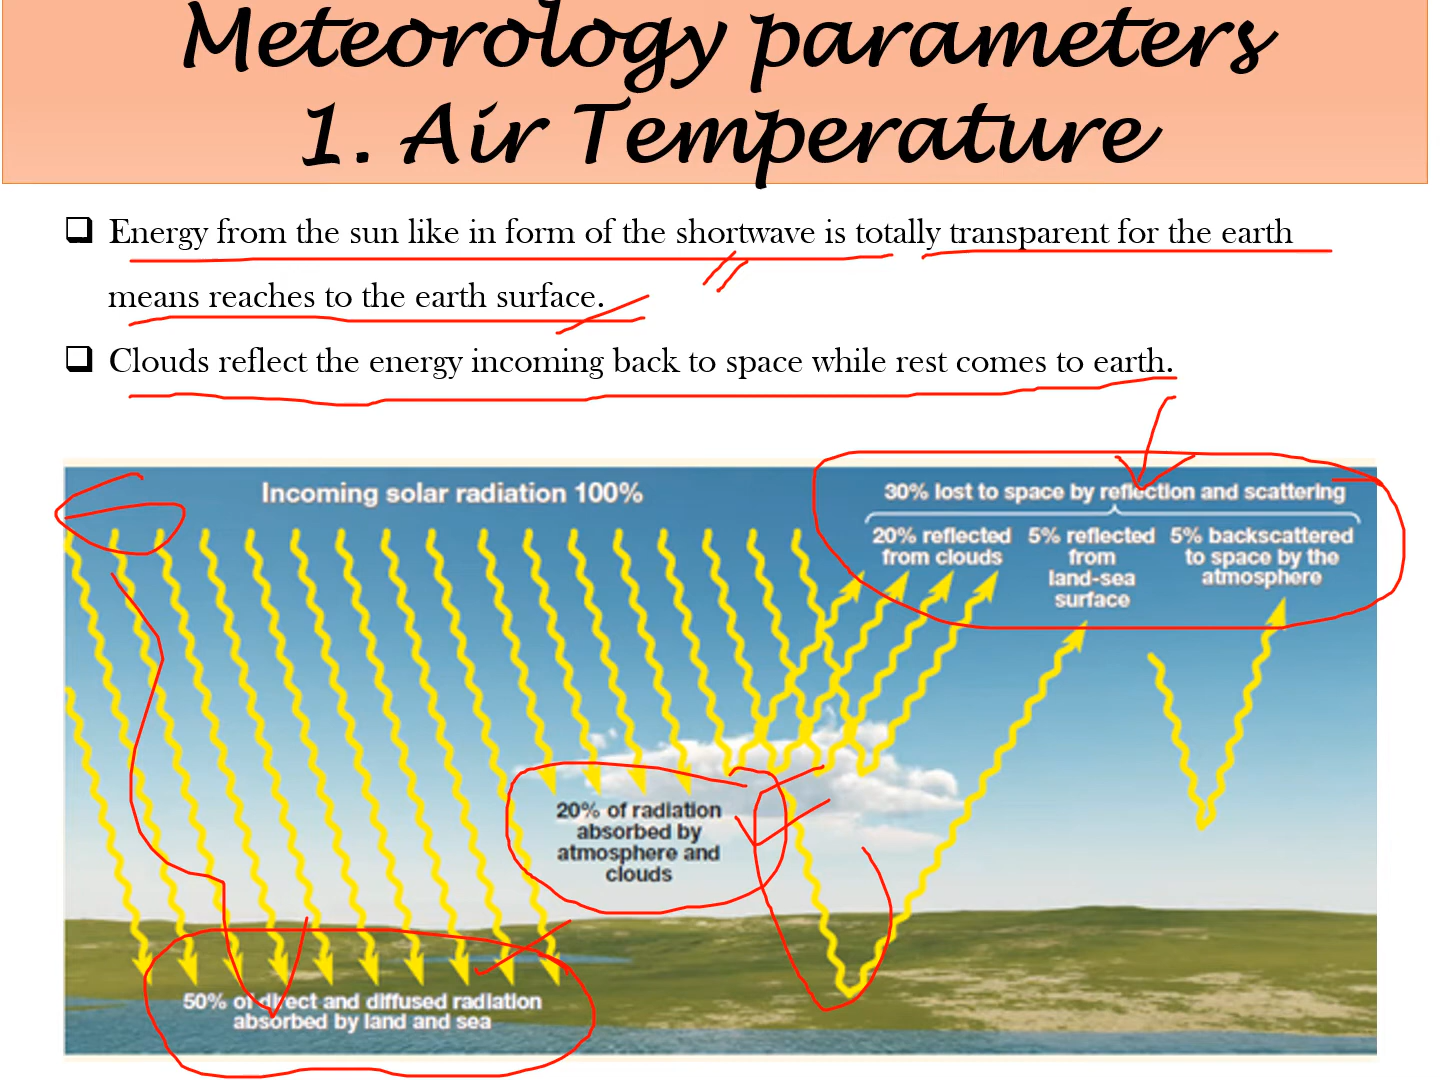 Meteorology parameters
1. Air Temperature
Energy from the sun like in form of the shortwave is totally transparent for the earth
means reaches to the earth surface.
Clouds reflect the energy incoming back to space while rest comes to earth.
Incoming solar radiation 100%
30% lost to space by reflection and scattering
20% reflected
from clouds
5% reflected
from
land-sea
surface
5% backscattered
to space by the
atmosphere
20% of radiation
absorbed by
atmosphere and
clouds
50% of direct and diffused radiation
absorbed by land and sea